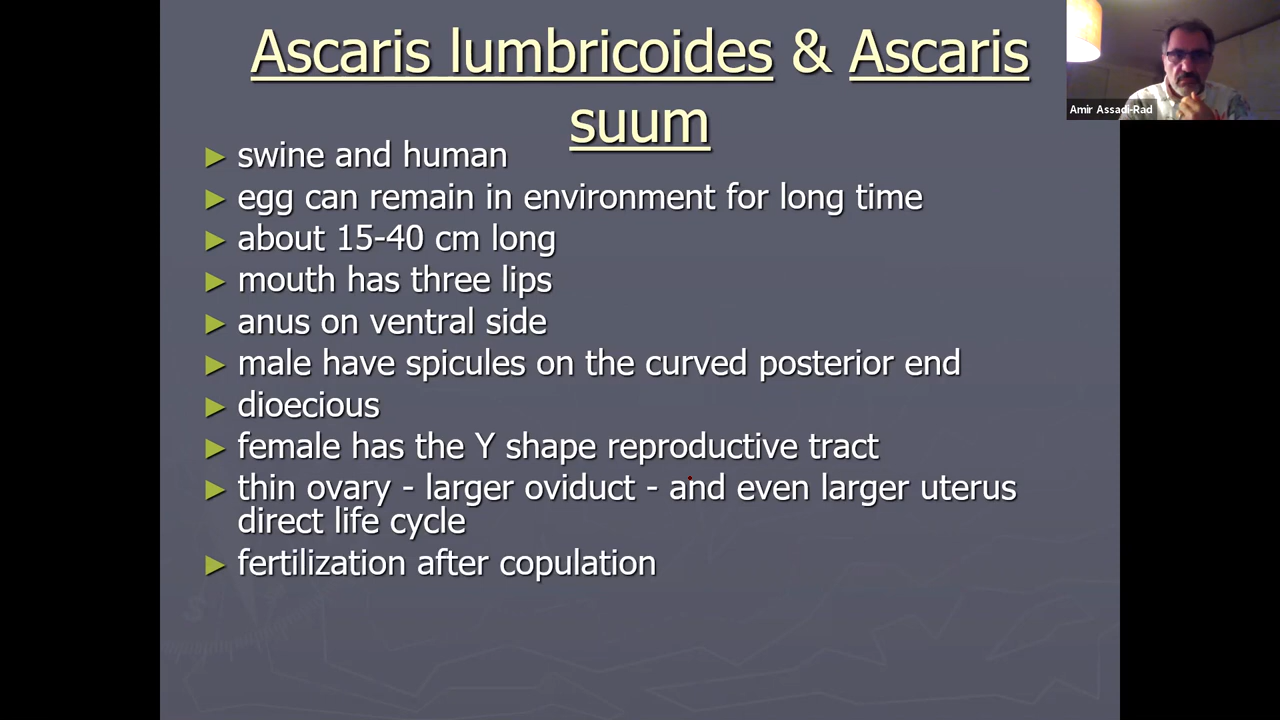 Ascaris lumbricoides & Ascaris
suum
Amir Assadi-Rad
► swine and human
► egg can remain in environment for long time
► about 15-40 cm long
► mouth has three lips
► anus on ventral side
► male have spicules on the curved posterior end
► dioecious
► female has the Y shape reproductive tract
► thin ovary - larger oviduct - and even larger uterus
direct life cycle
► fertilization after copulation